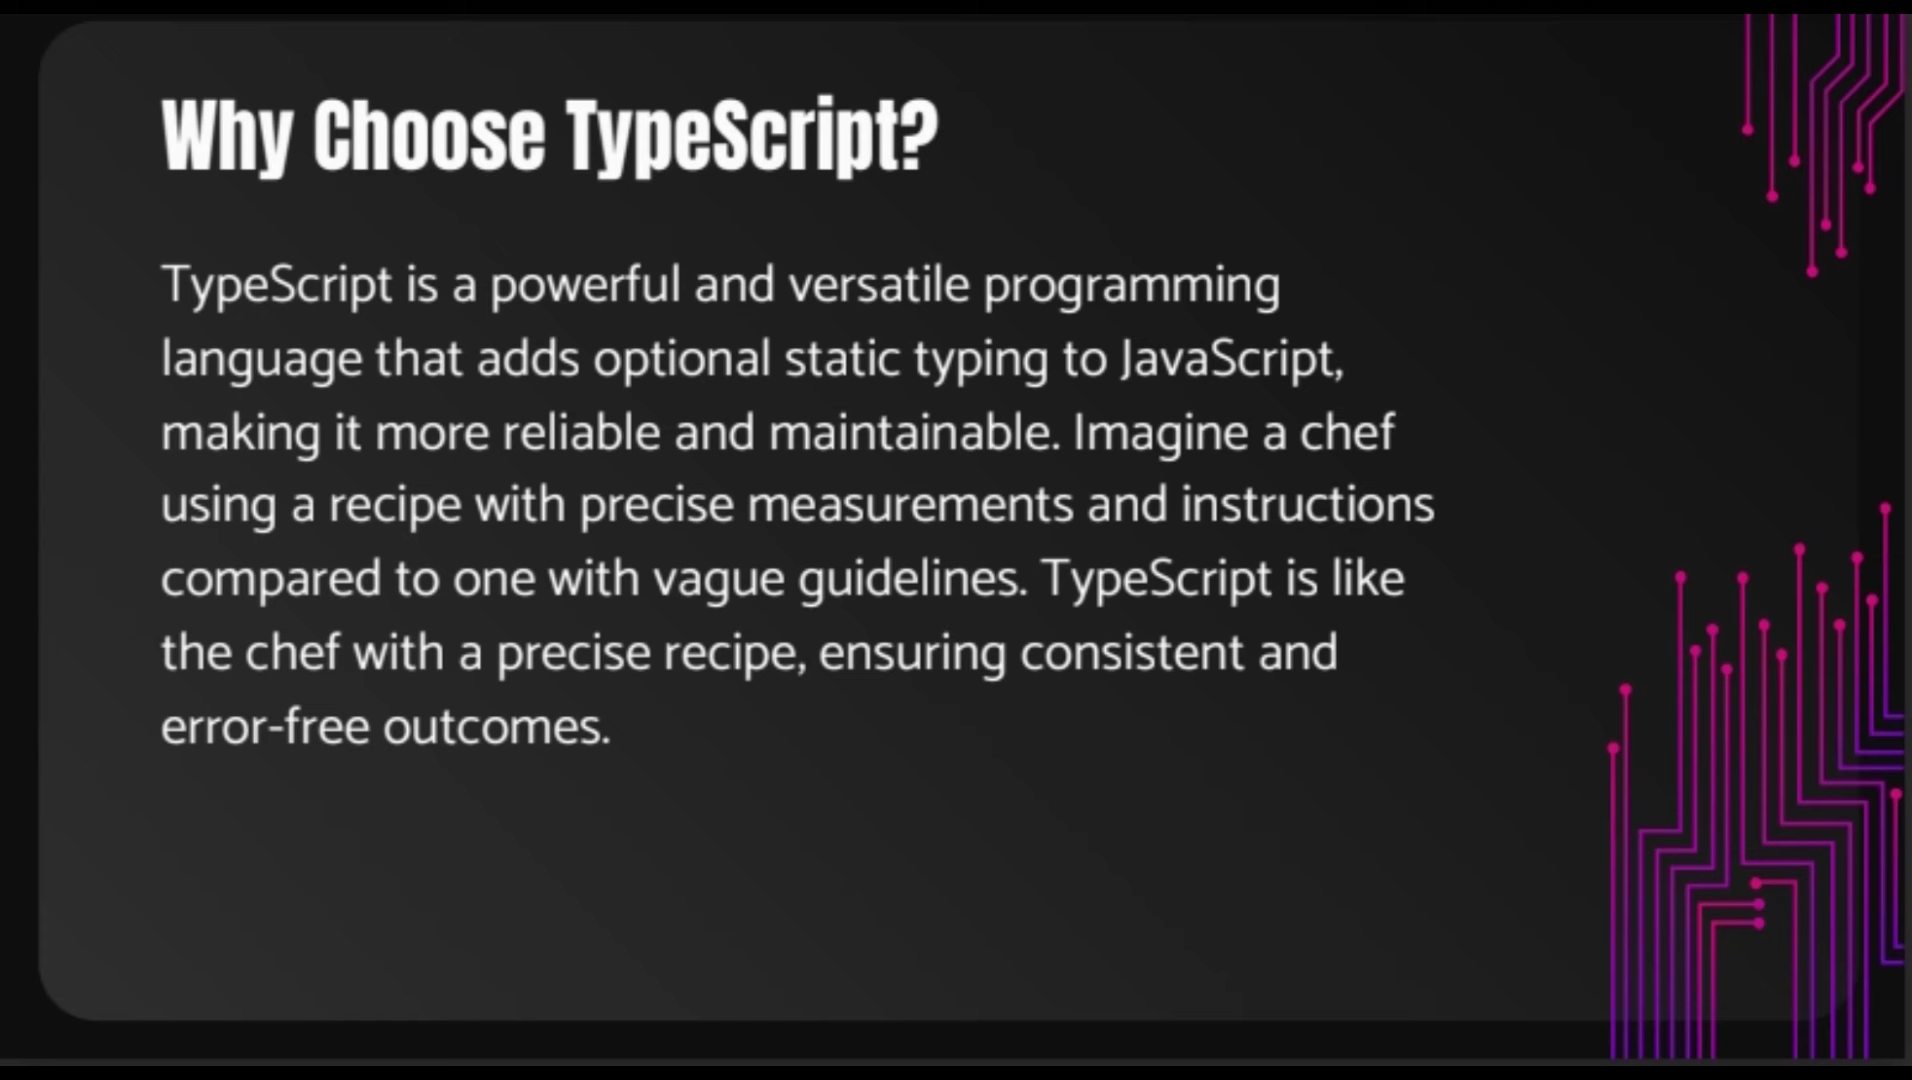 Why Choose TypeScript?
TypeScript is a powerful and versatile programming
language that adds optional static typing to JavaScript,
making it more reliable and maintainable. Imagine a chef
using a recipe with precise measurements and instructions
compared to one with vague guidelines. TypeScript is like
the chef with a precise recipe, ensuring consistent and
error-free outcomes.